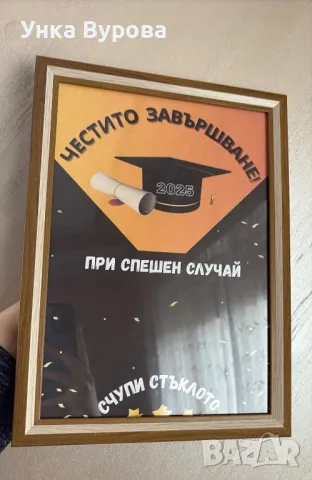 Унка Вурова
ЧЕСТИТО ЗАВЪРШВАНЕ!
2025
ПРИ СПЕШЕН СЛУЧАЙ
СЧУПИ СТЪКЛОТО
BAZAR